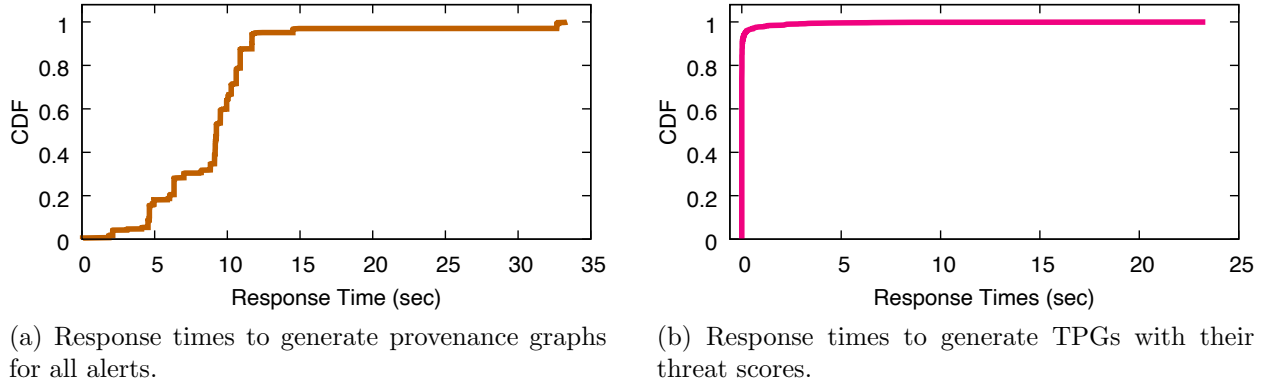 1
0.8
0.6
0.4
0.2
0
CDF
0 5 10 15 20 25 30 35
Response Time (sec)
(a) Response times to generate provenance graphs
for all alerts.
1
0.8
0.6
0.4
0.2
0
CDF
0 5 10 15 20 25
Response Times (sec)
(b) Response times to generate TPGs with their
threat scores.